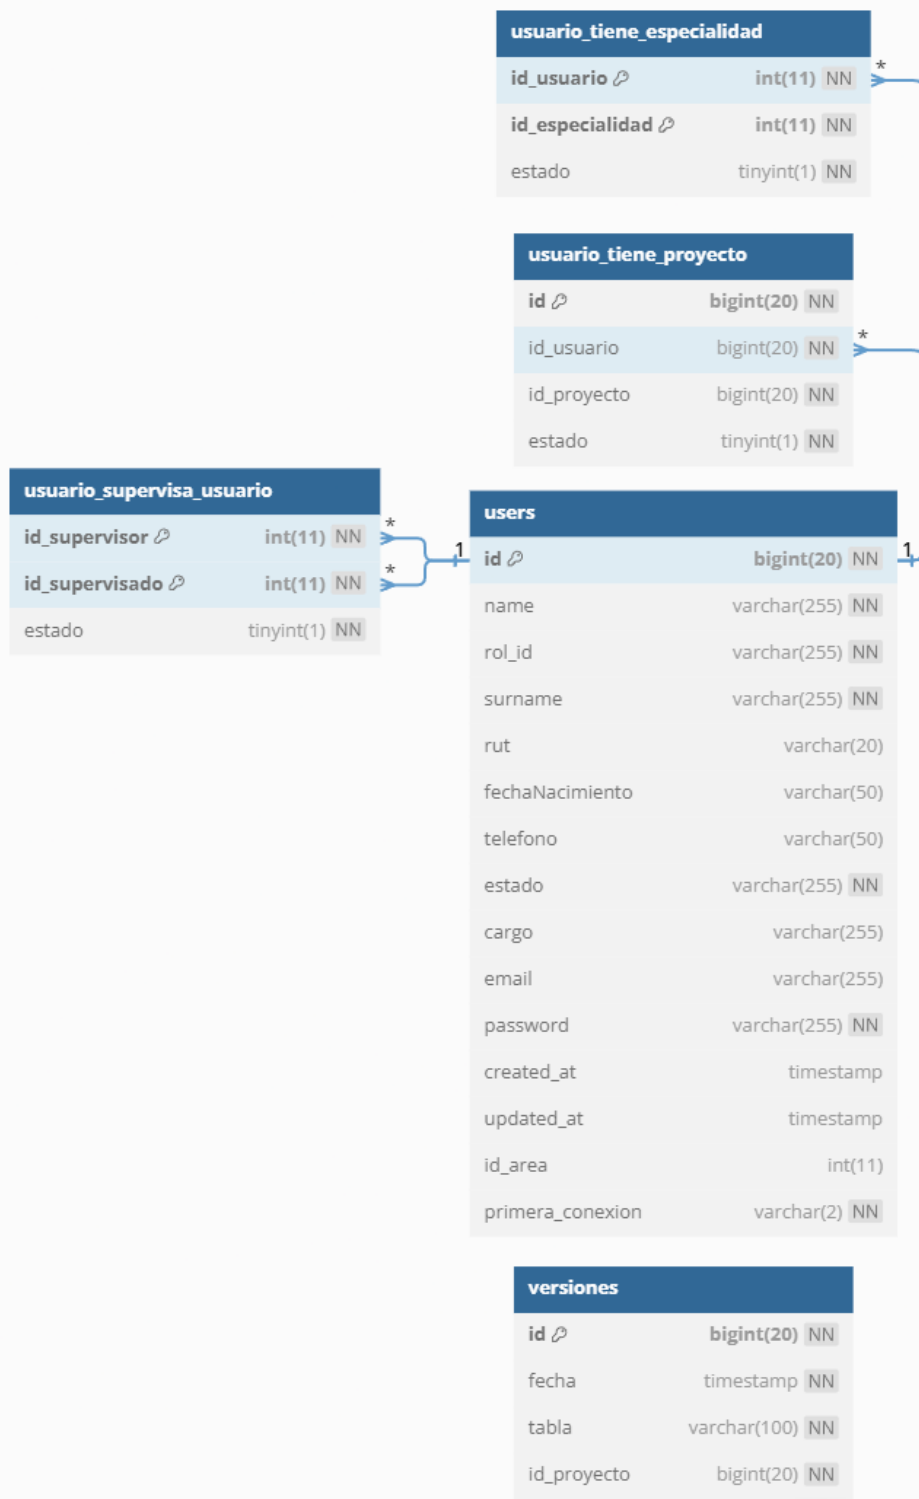 usuario_tiene_especialidad
id_usuario int(11) NN *
id_especialidad int(11) NN
estado tinyint(1) NN
usuario_tiene_proyecto
id bigint(20) NN
id_usuario bigint(20) NN *
id_proyecto bigint(20) NN
estado tinyint(1) NN
usuario_supervisa_usuario
id_supervisor int(11) NN *
id_supervisado int(11) NN *
estado tinyint(1) NN
users
1 id bigint(20) NN 1
name varchar(255) NN
rol_id varchar(255) NN
surname varchar(255) NN
rut varchar(20)
fechaNacimiento varchar(50)
telefono varchar(50)
estado varchar(255) NN
cargo varchar(255)
email varchar(255)
password varchar(255) NN
created_at timestamp
updated_at timestamp
id_area int(11)
primera_conexion varchar(2) NN
versiones
id bigint(20) NN
fecha timestamp NN
tabla varchar(100) NN
id_proyecto bigint(20) NN